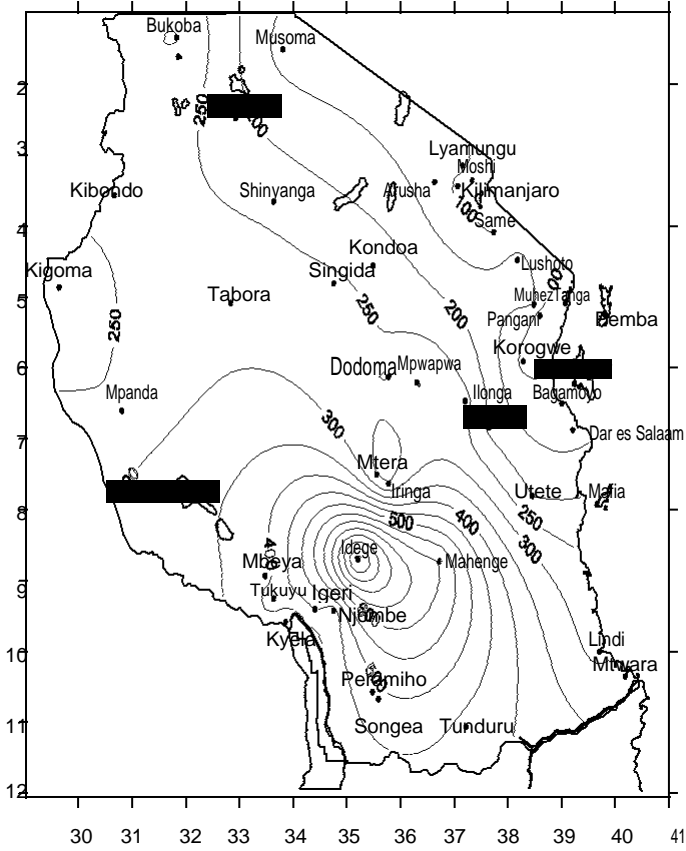 Bukoba
Musoma
2
250
200
3
Lyamungu
Moshi
Kibondo Shinyanga Arusha Kilimanjaro
100
Same
4
Kondoa
Kigoma Singida Lushoto
Tabora 250 200 Muhez Tanga
5
250 Pangani Pemba
Korogwe
6
Dodoma Mpwapwa
Mpanda Ilonga Bagamoyo
7
300 Dar es Salaam
Mtera
Iringa Utete Mafia
8
500 400 250
400 300
Mbeya Idege Mahenge
9
Tukuyu Igeri
Njombe
Kyela Lindi
10
Mtwara
Peramiho
11
Songea Tunduru
12
30 31 32 33 34 35 36 37 38 39 40 41